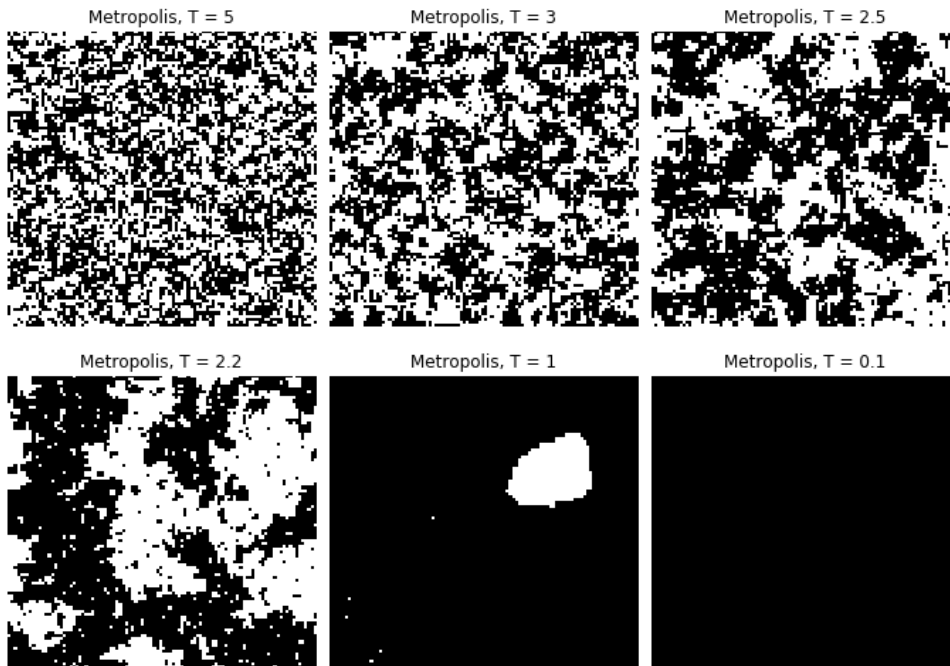 Metropolis, T = 5
Metropolis, T = 3
Metropolis, T = 2.5
Metropolis, T = 2.2
Metropolis, T = 1
Metropolis, T = 0.1